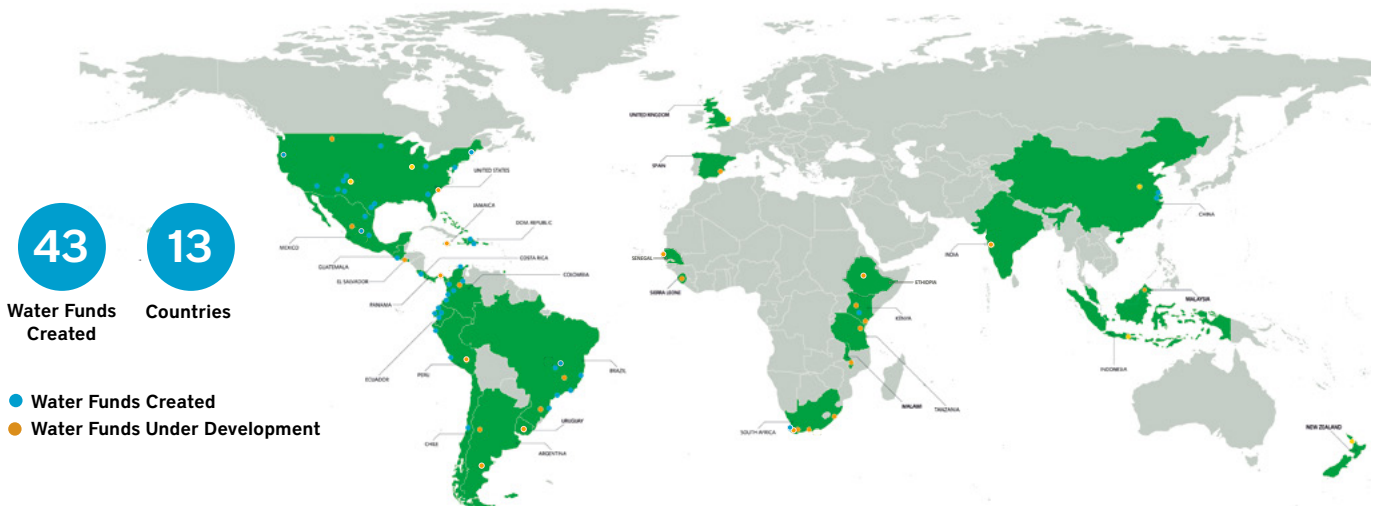 UNITED KINGDOM
SPAIN
UNITED STATES
JAMAICA
DOM. REPUBLIC
CHINA
43
13
MEXICO
INDIA
SENEGAL
GUATEMALA
COSTA RICA
EL SALVADOR
COLOMBIA
ETHIOPIA
SIERRA LEONE
MALAYSIA
PANAMA
Water Funds
Created
Countries
KENYA
ECUADOR
PERU
BRAZIL
INDONESIA
MALAWI
TANZANIA
Water Funds Created
Water Funds Under Development
URUGUAY
SOUTH AFRICA
NEW ZEALAND
CHILE
ARGENTINA